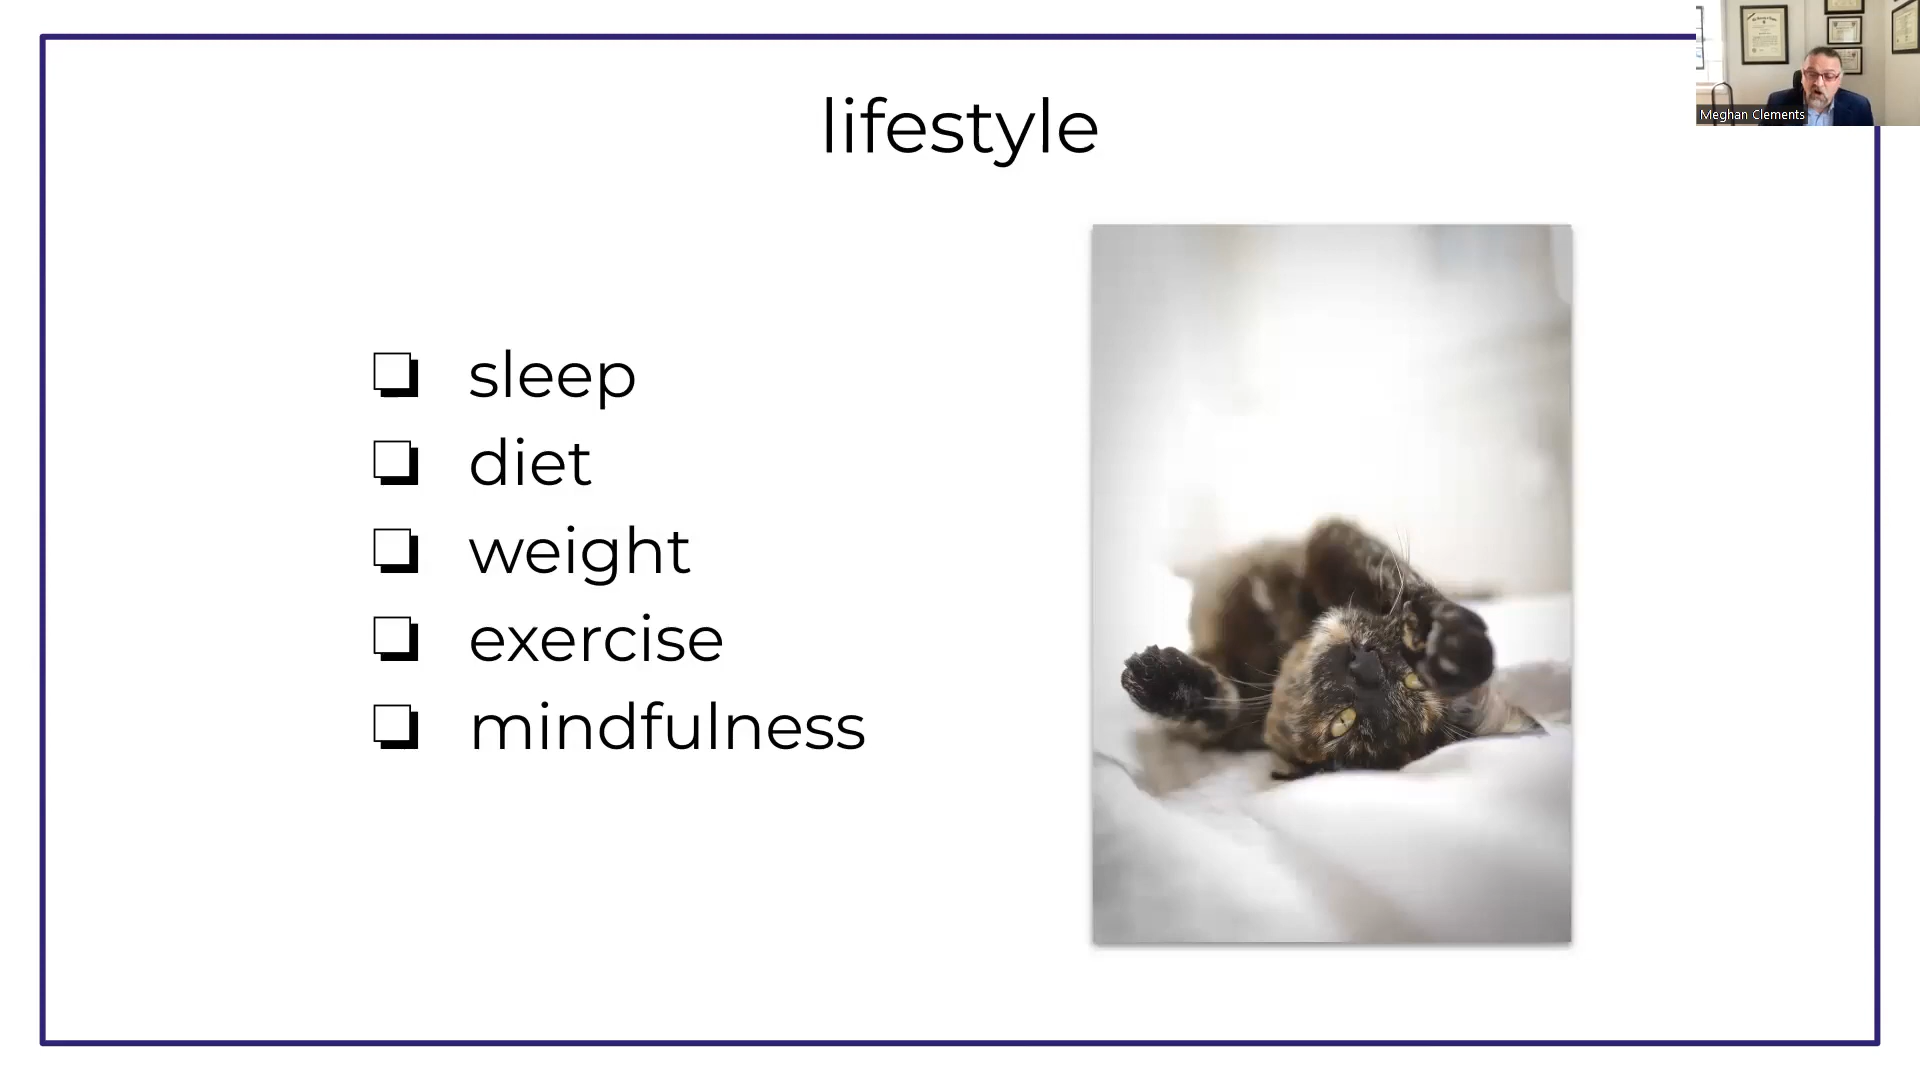 lifestyle
sleep
diet
weight
exercise
mindfulness
Meghan Clements